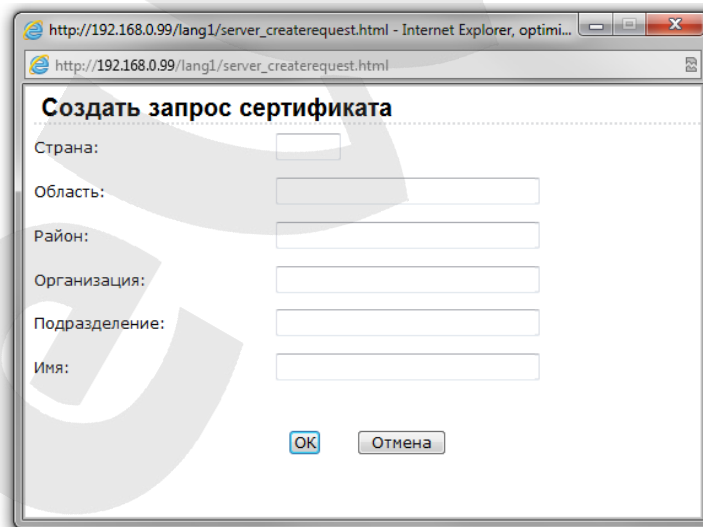 http://192.168.0.99/lang1/server_createrequest.html - Internet Explorer, optimi...
http://192.168.0.99/lang1/server_createrequest.html
Создать запрос сертификата
Страна:
Область:
Район:
Организация:
Подразделение:
Имя:
OK Отмена